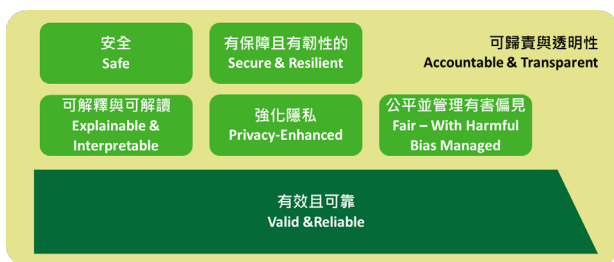 安全
Safe
有保障且有韌性的
Secure & Resilient
可歸責與透明性
Accountable & Transparent
可解釋與可解讀
Explainable &
Interpretable
強化隱私
Privacy-Enhanced
公平並管理有害偏見
Fair – With Harmful
Bias Managed
有效且可靠
Valid &Reliable